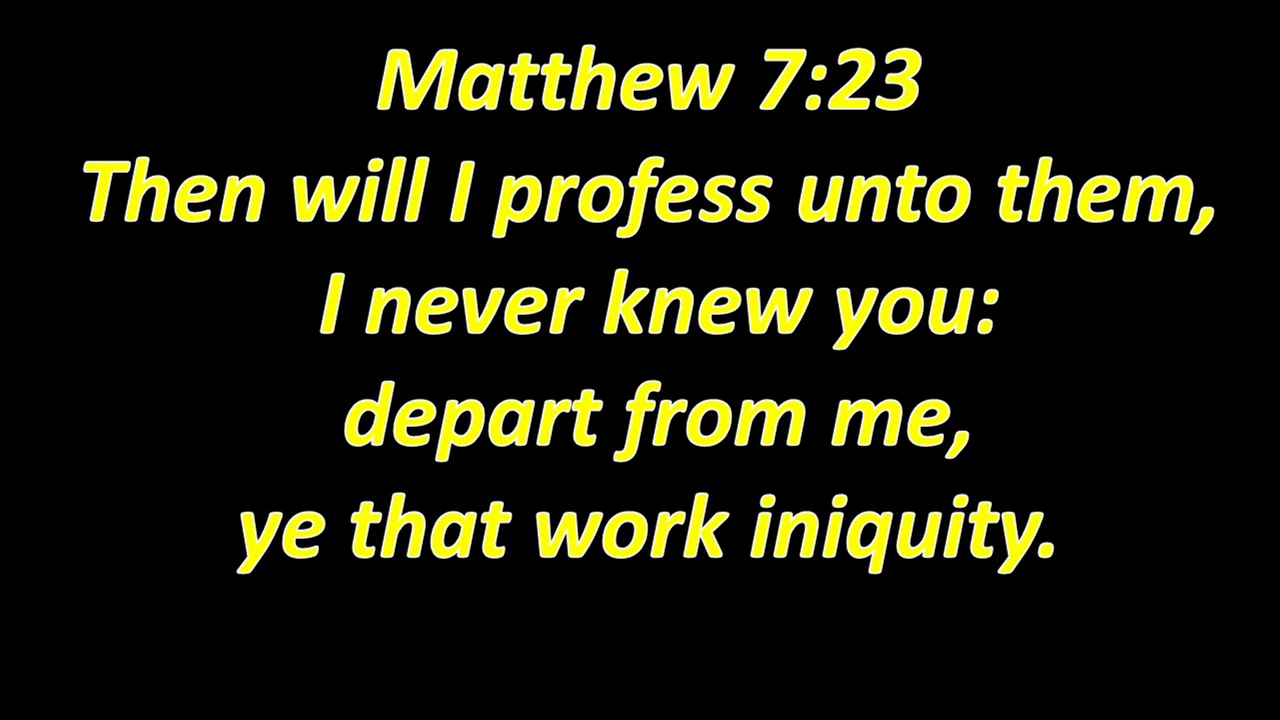 Matthew 7:23
Then will I profess unto them,
I never knew you:
depart from me,
ye that work iniquity.